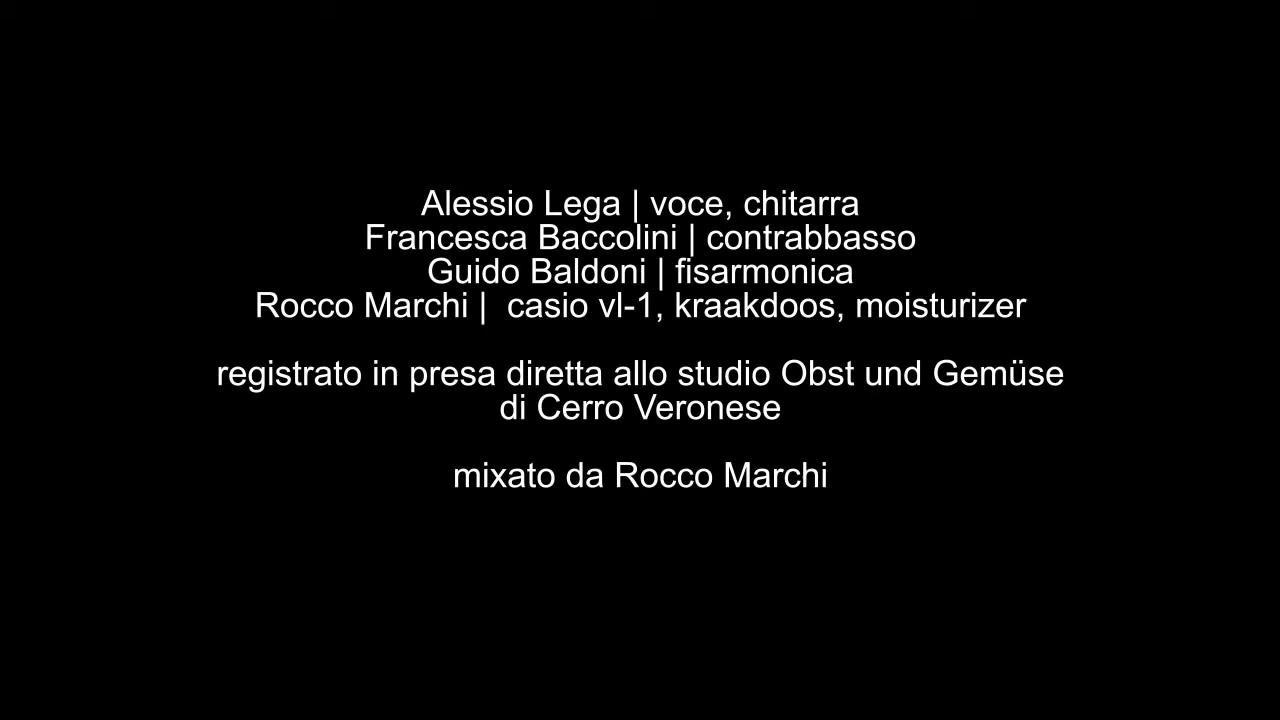 Alessio Lega | voce, chitarra
Francesca Baccolini | contrabbasso
Guido Baldoni | fisarmonica
Rocco Marchi |  casio vl-1, kraakdoos, moisturizer
registrato in presa diretta allo studio Obst und Gemüse
di Cerro Veronese
mixato da Rocco Marchi